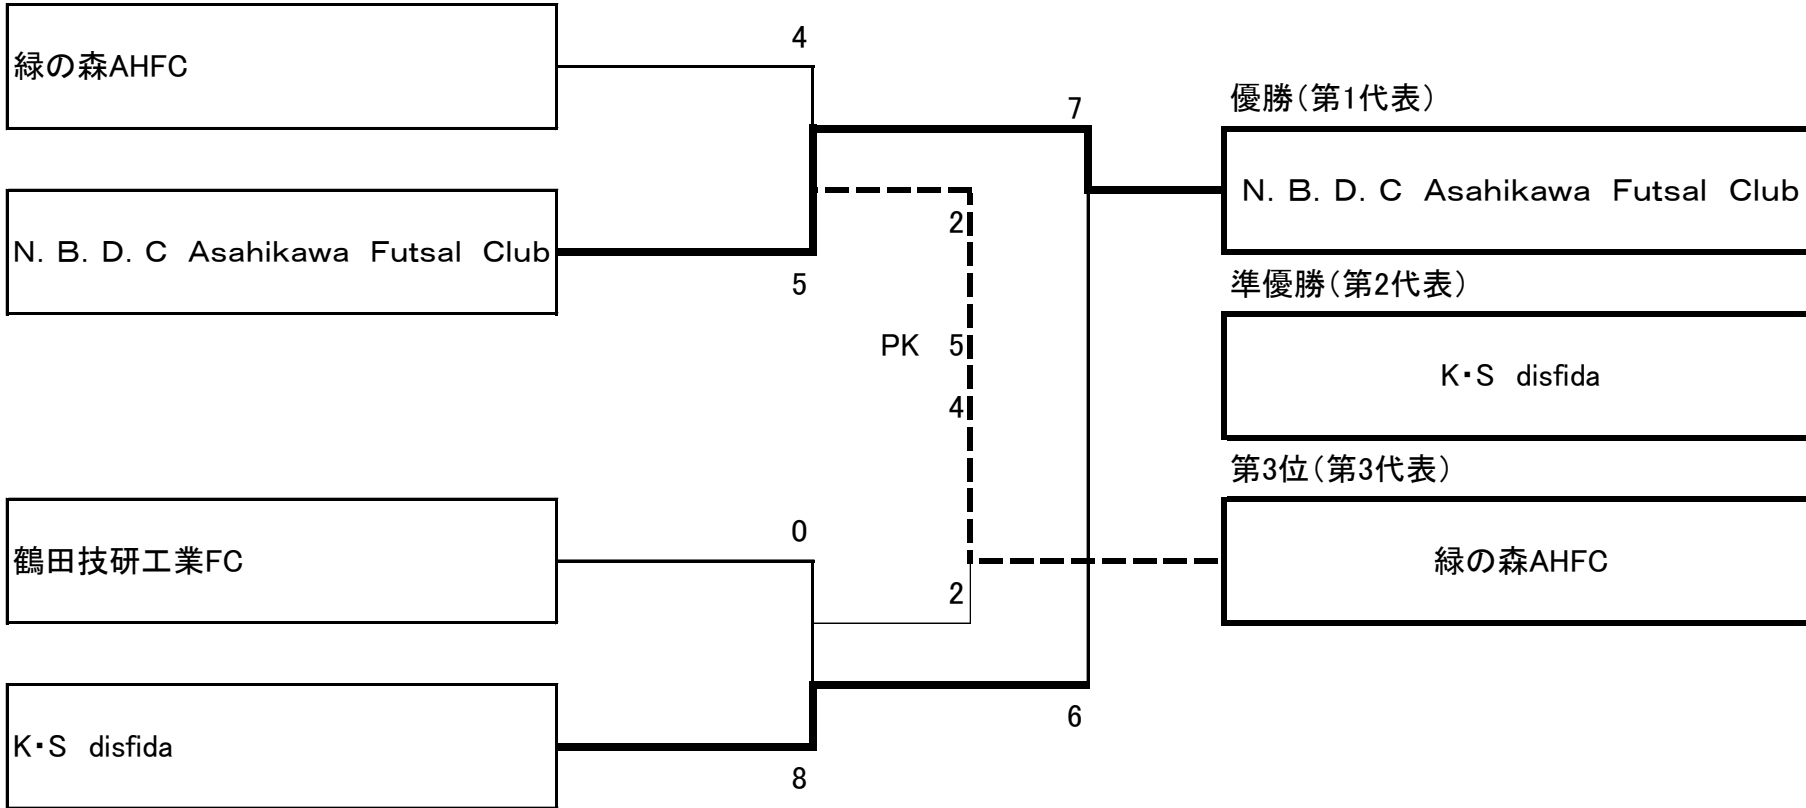 緑の森AHFC
4
7
優勝(第1代表)
N.B.D.C Asahikawa Futsal Club
N.B.D.C Asahikawa Futsal Club
2
5
準優勝(第2代表)
PK 5
K・S disfida
4
第3位(第3代表)
鶴田技研工業FC
0
緑の森AHFC
2
K・S disfida
6
8